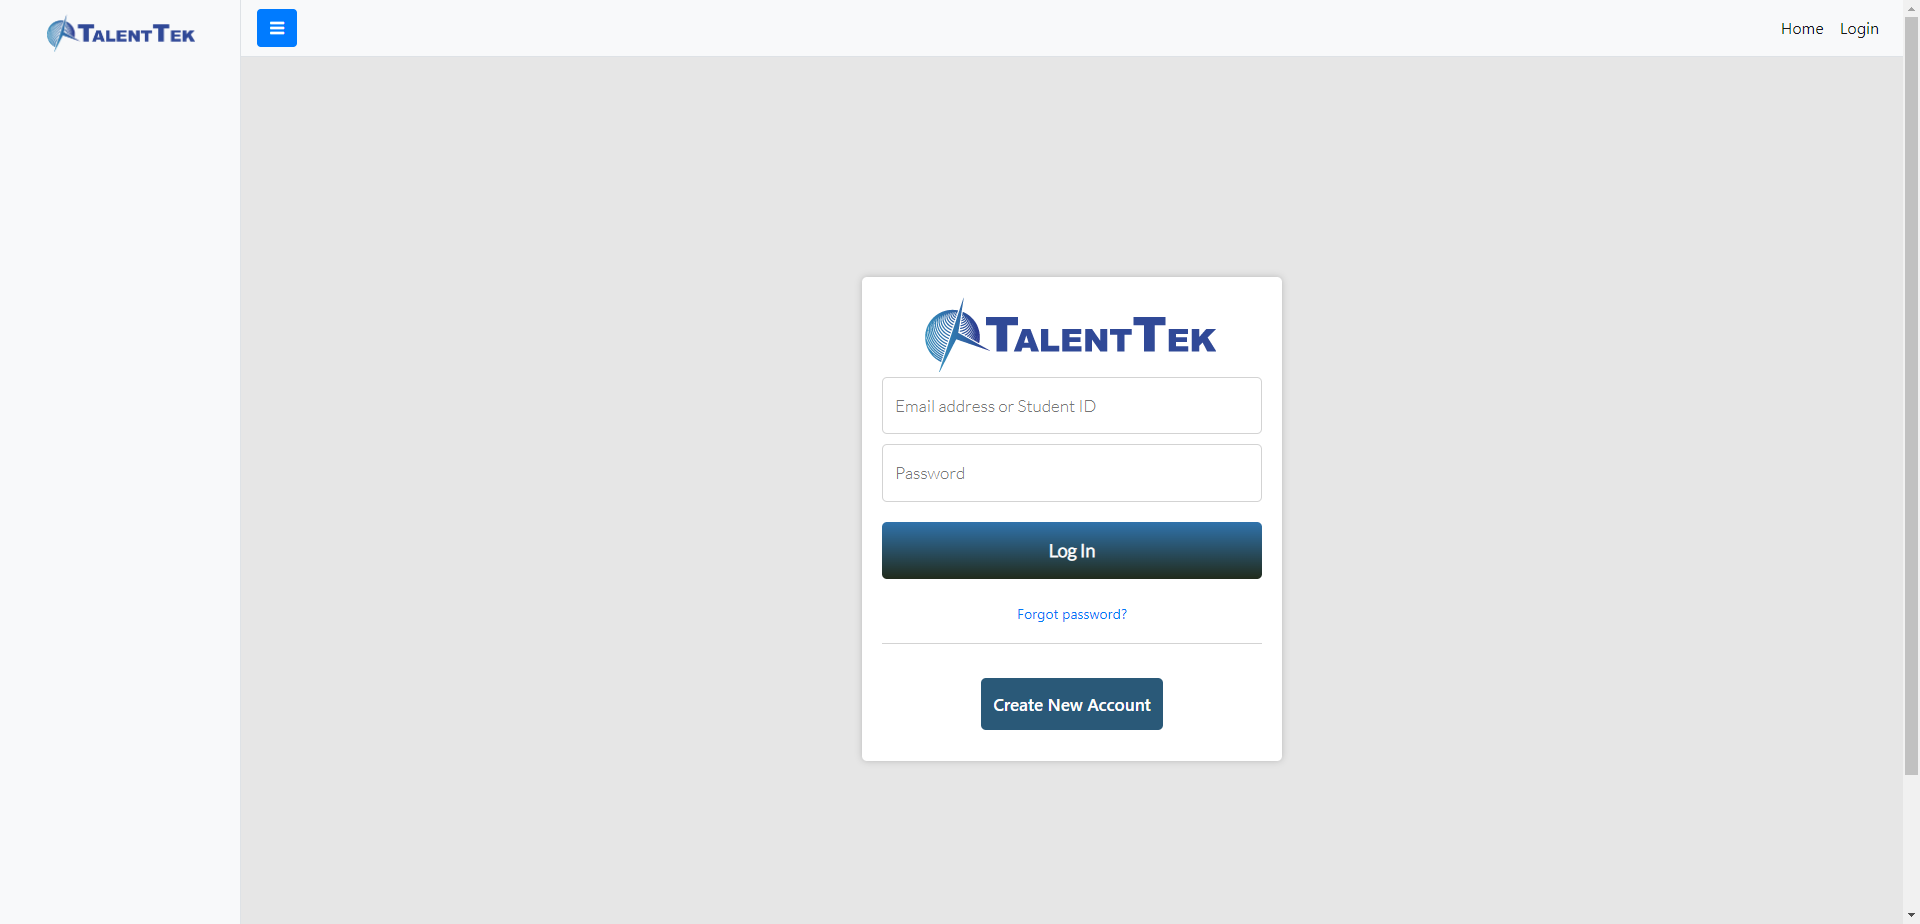 TALENTTEK
Home Login
TALENTTEK
Email address or Student ID
Password
Log In
Forgot password?
Create New Account